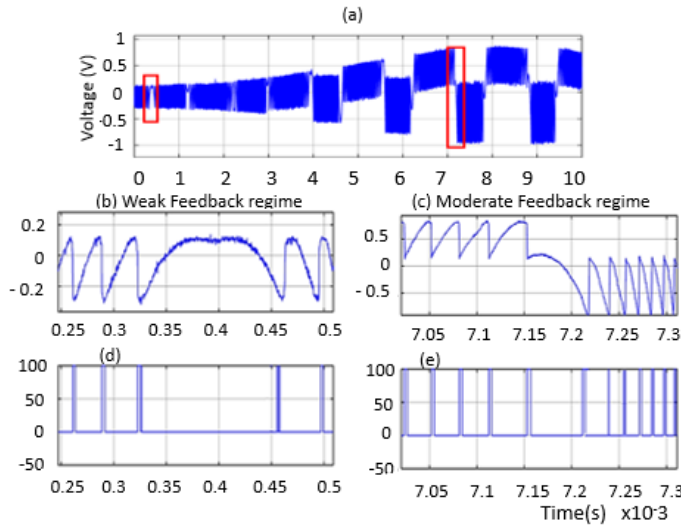 (a)
Voltage (V)
1
0.5
0
-0.5
-1
0 1 2 3 4 5 6 7 8 9 10
(b) Weak Feedback regime
(c) Moderate Feedback regime
0.2
0
- 0.2
0.25 0.3 0.35 0.4 0.45 0.5
0.5
0
- 0.5
7.05 7.1 7.15 7.2 7.25 7.3
(d)
100
50
0
-50
0.25 0.3 0.35 0.4 0.45 0.5
(e)
100
50
0
-50
7.05 7.1 7.15 7.2 7.25 7.3
Time(s) x10-3